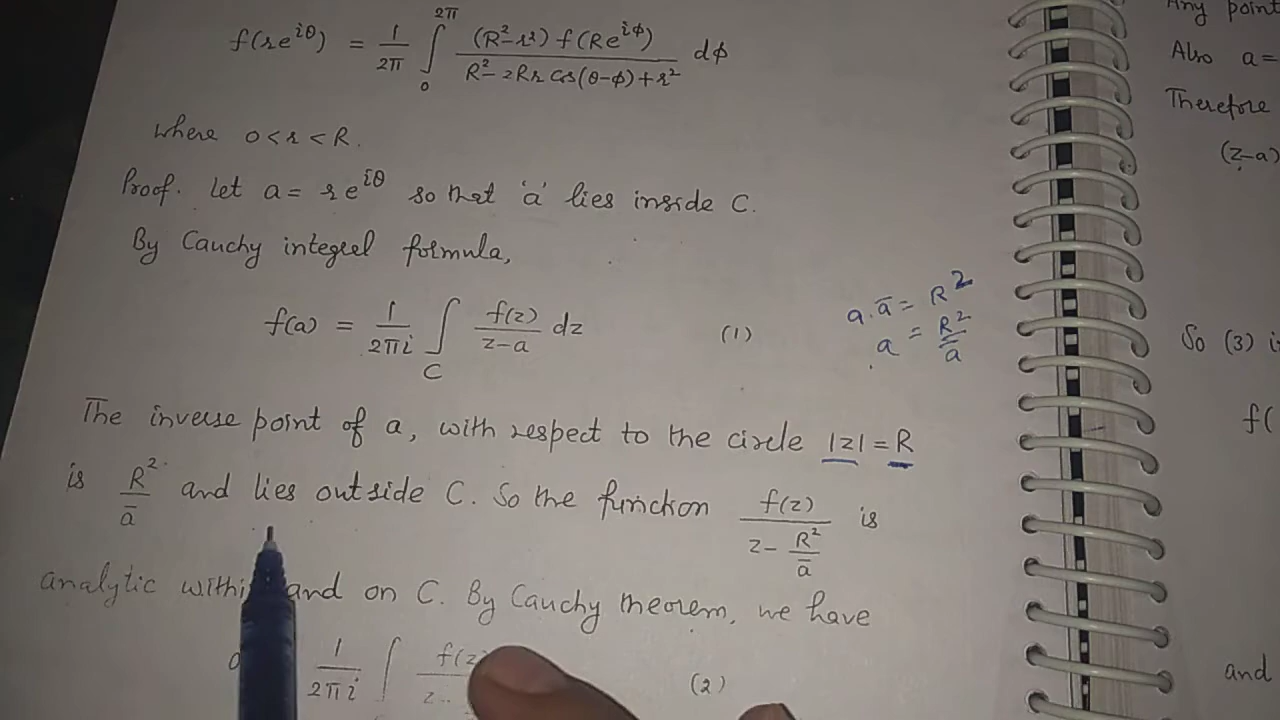 f(re^{iθ}) = 1/2π ∫_0^{2π} (R²-r²) f(Re^{iφ}) / R²-2Rr Cos(θ-φ)+r² dφ
where 0<r<R.
Proof. Let a = re^{iθ} so that 'a' lies inside C.
By Cauchy integral formula,
f(a) = 1/2πi ∫_C f(z)/z-a dz (1)
a.ā = R²
a = R²/ā
The inverse point of a, with respect to the circle |z| = R
is R²/ā and lies outside C. So the function f(z)/z-R²/ā is
analytic and on C. By Cauchy theorem, we have
1/2πi ∫ (2)
Any point
Also a=
Therefore
(z-a)
So (3)
f(
and